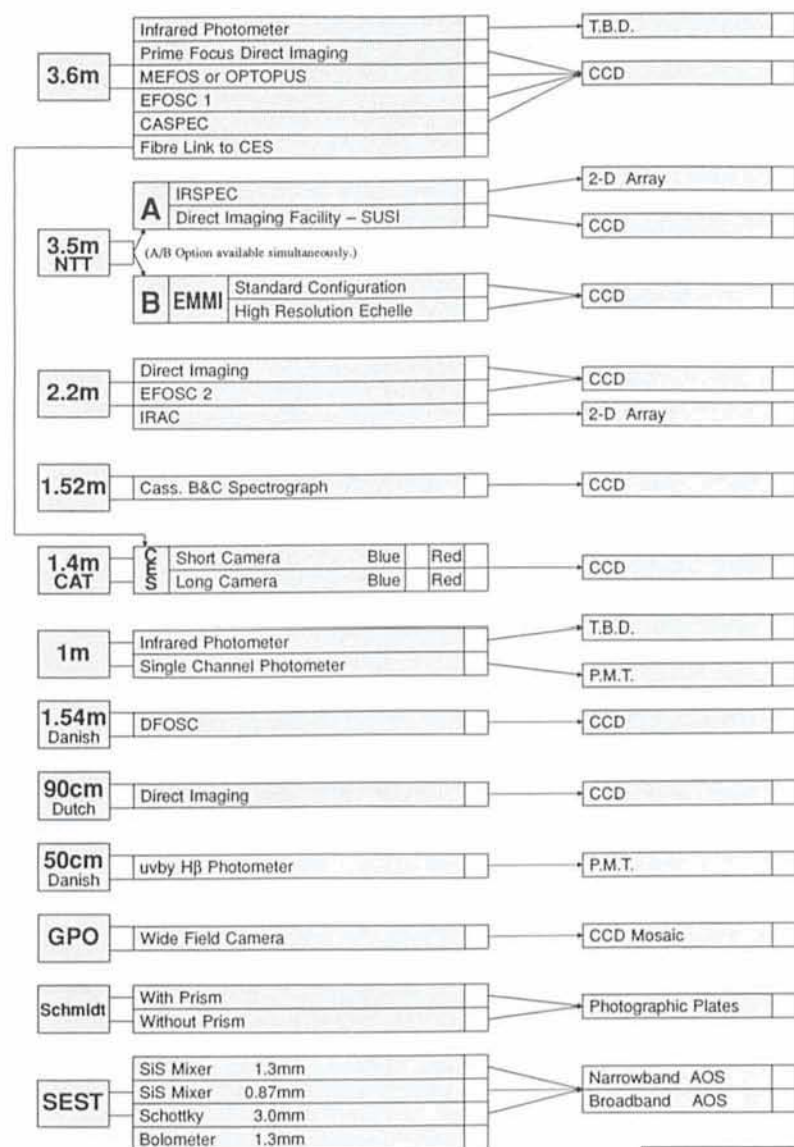 3.6m
Infrared Photometer
Prime Focus Direct Imaging
MEFOS or OPTOPUS
EFOSC 1
CASPEC
Fibre Link to CES
T.B.D.
CCD
3.5m
NTT
A
IRSPEC
Direct Imaging Facility – SUSI
2-D Array
CCD
(A/B Option available simultaneously.)
B
EMMI
Standard Configuration
High Resolution Echelle
CCD
2.2m
Direct Imaging
EFOSC 2
IRAC
CCD
2-D Array
1.52m
Cass. B&C Spectrograph
CCD
1.4m
CAT
CES
Short Camera Blue Red
Long Camera Blue Red
CCD
1m
Infrared Photometer
Single Channel Photometer
T.B.D.
P.M.T.
1.54m
Danish
DFOSC
CCD
90cm
Dutch
Direct Imaging
CCD
50cm
Danish
uvby Hβ Photometer
P.M.T.
GPO
Wide Field Camera
CCD Mosaic
Schmidt
With Prism
Without Prism
Photographic Plates
SEST
SiS Mixer 1.3mm
SiS Mixer 0.87mm
Schottky 3.0mm
Bolometer 1.3mm
Narrowband AOS
Broadband AOS